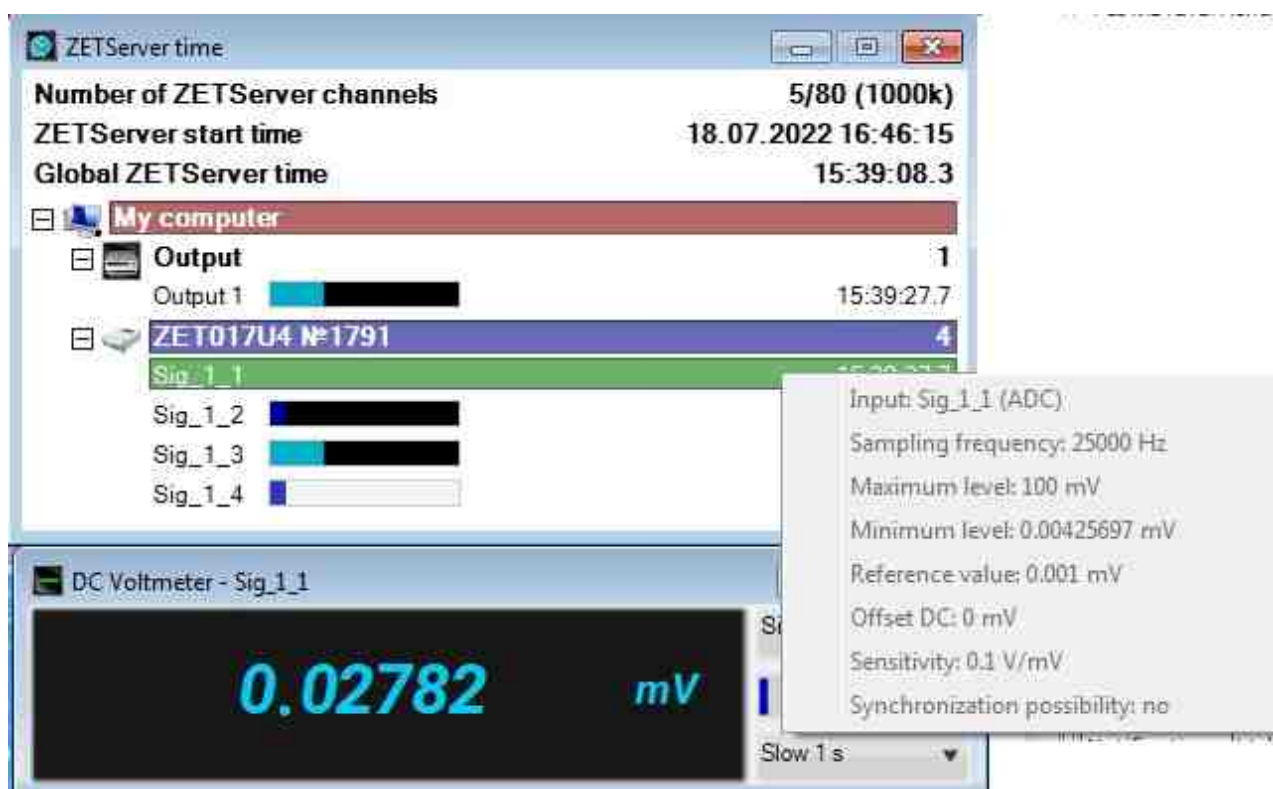 ZETServer time
Number of ZETServer channels 5/80 (1000k)
ZETServer start time 18.07.2022 16:46:15
Global ZETServer time 15:39:08.3
My computer
Output 1
Output 1 15:39:27.7
ZET017U4 №1791 4
Sig_1_1
Sig_1_2
Sig_1_3
Sig_1_4
Input: Sig_1_1 (ADC)
Sampling frequency: 25000 Hz
Maximum level: 100 mV
Minimum level: 0.00425697 mV
Reference value: 0.001 mV
Offset DC: 0 mV
Sensitivity: 0.1 V/mV
Synchronization possibility: no
DC Voltmeter - Sig_1_1
0.02782 mV
Slow 1 s